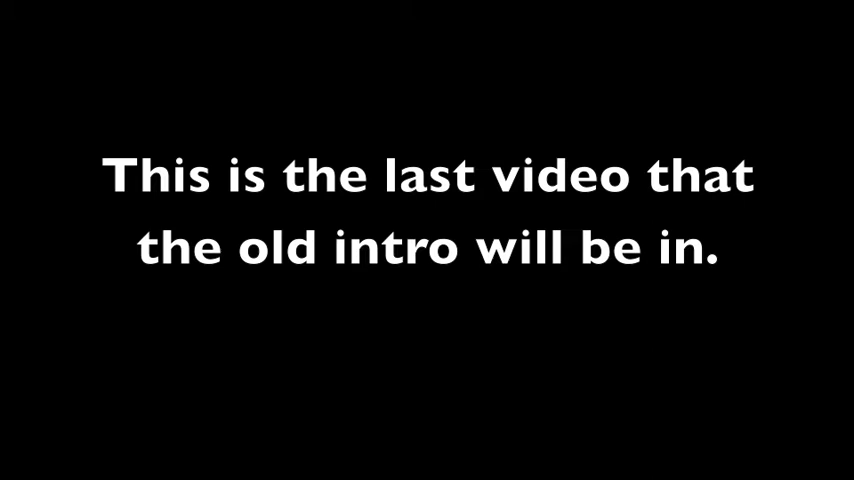 This is the last video that
the old intro will be in.